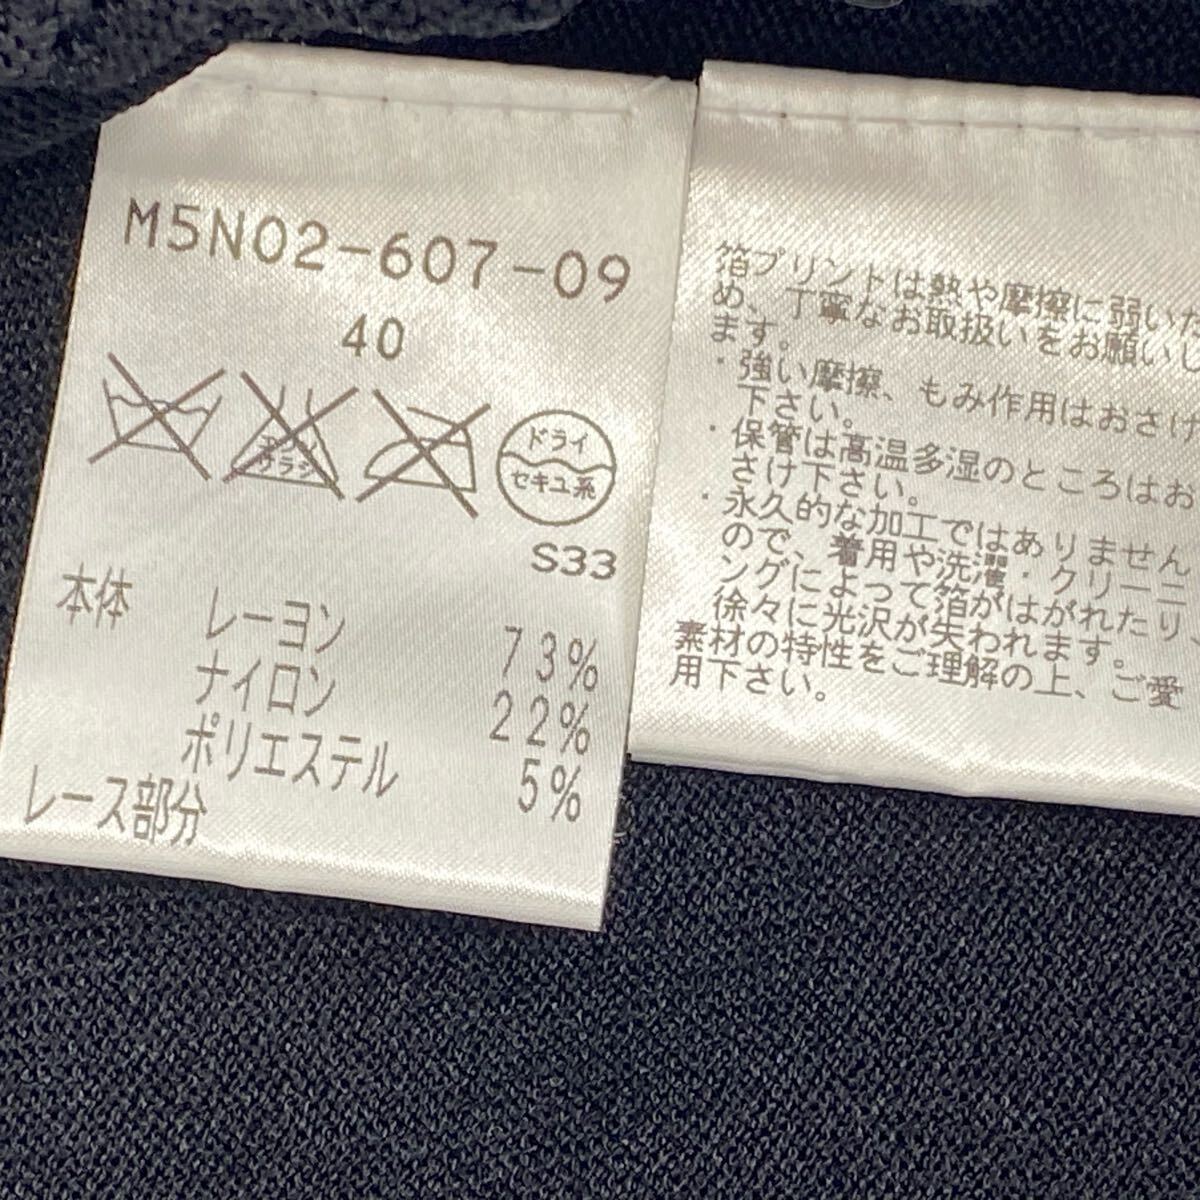 M5N02-607-09
40
エンソ
サラシ
ドライ
セキユ系
S33
本体 レーヨン 73%
ナイロン 22%
ポリエステル 5%
レース部分
箔プリントは熱や摩擦に弱いた
め、丁寧なお取扱いをお願いし
ます。
・強い摩擦、もみ作用はおさけ
下さい。
・保管は高温多湿のところはお
さけ下さい。
・永久的な加工ではありません
ので、着用や洗濯・クリーニ
ングによって箔がはがれたり、
徐々に光沢が失われます。
素材の特性をご理解の上、ご愛
用下さい。